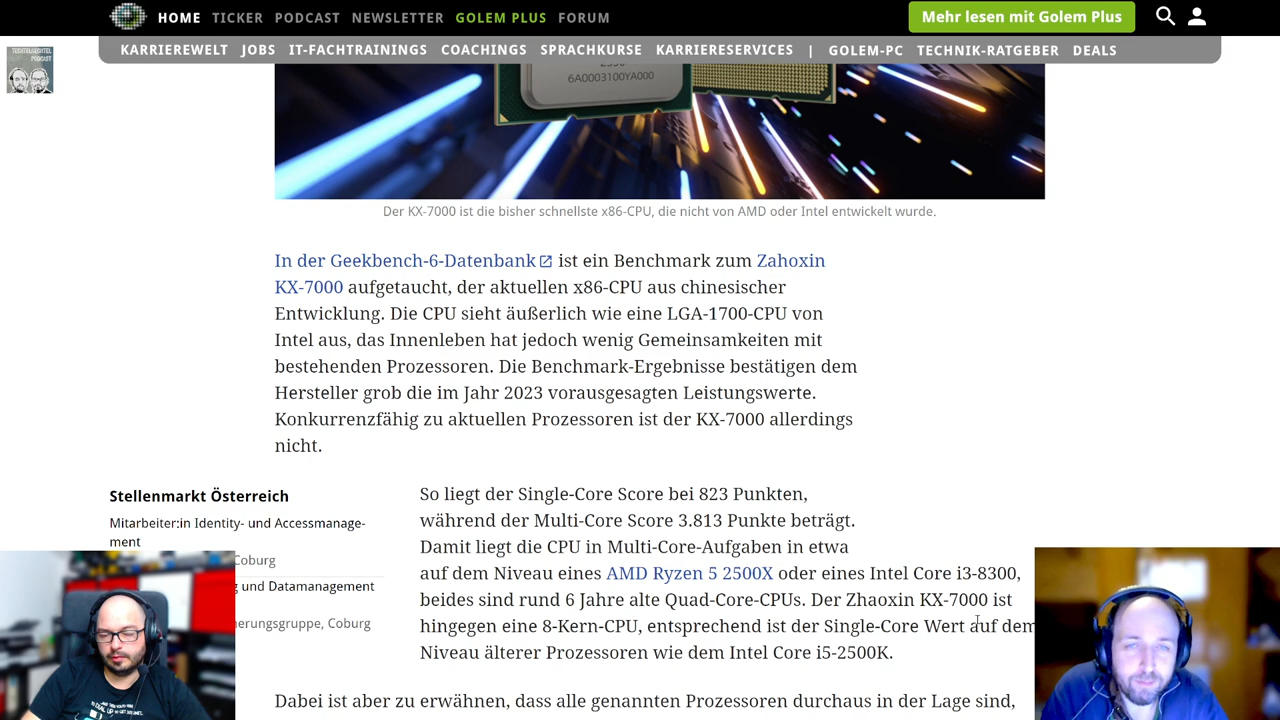 HOME TICKER PODCAST NEWSLETTER GOLEM PLUS FORUM Mehr lesen mit Golem Plus
KARRIEREWELT JOBS IT-FACHTRAININGS COACHINGS SPRACHKURSE KARRIERESERVICES | GOLEM-PC TECHNIK-RATGEBER DEALS
TECHTELMECHTEL
PODCAST
6A0003100YA000
Der KX-7000 ist die bisher schnellste x86-CPU, die nicht von AMD oder Intel entwickelt wurde.
In der Geekbench-6-Datenbank ist ein Benchmark zum Zahoxin
KX-7000 aufgetaucht, der aktuellen x86-CPU aus chinesischer
Entwicklung. Die CPU sieht äußerlich wie eine LGA-1700-CPU von
Intel aus, das Innenleben hat jedoch wenig Gemeinsamkeiten mit
bestehenden Prozessoren. Die Benchmark-Ergebnisse bestätigen dem
Hersteller grob die im Jahr 2023 vorausgesagten Leistungswerte.
Konkurrenzfähig zu aktuellen Prozessoren ist der KX-7000 allerdings
nicht.
Stellenmarkt Österreich
Mitarbeiter:in Identity- und Accessmanage-
ment
Coburg
g und Datamanagement
herungsgruppe, Coburg
So liegt der Single-Core Score bei 823 Punkten,
während der Multi-Core Score 3.813 Punkte beträgt.
Damit liegt die CPU in Multi-Core-Aufgaben in etwa
auf dem Niveau eines AMD Ryzen 5 2500X oder eines Intel Core i3-8300,
beides sind rund 6 Jahre alte Quad-Core-CPUs. Der Zhaoxin KX-7000 ist
hingegen eine 8-Kern-CPU, entsprechend ist der Single-Core Wert auf dem
Niveau älterer Prozessoren wie dem Intel Core i5-2500K.
Dabei ist aber zu erwähnen, dass alle genannten Prozessoren durchaus in der Lage sind,